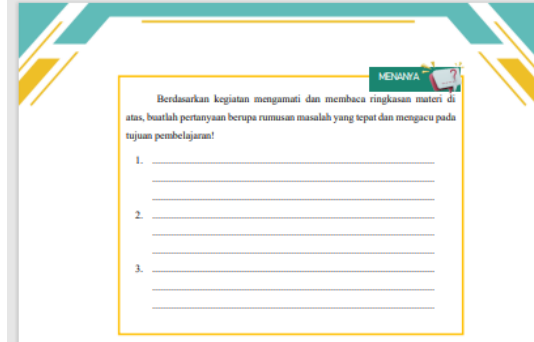 MENANYA
Berdasarkan kegiatan mengamati dan membaca ringkasan materi di
atas, buatlah pertanyaan berupa rumusan masalah yang tepat dan mengacu pada
tujuan pembelajaran!
1.
2.
3.